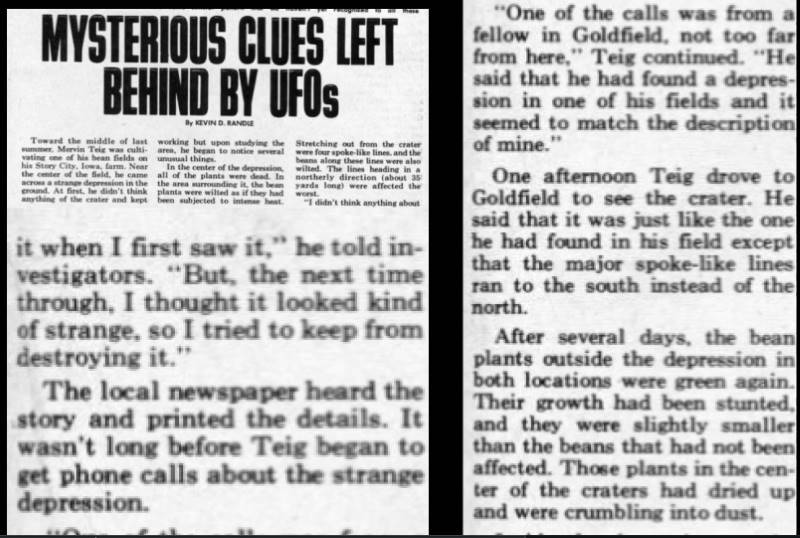 MYSTERIOUS CLUES LEFT
BEHIND BY UFOs
By KEVIN D. RANDLE
Toward the middle of last
summer, Mervin Teig was culti-
vating one of his bean fields on
his Story City, Iowa, farm. Near
the center of the field, he came
across a strange depression in the
ground. At first, he didn't think
anything of the crater and kept
working but upon studying the
area, he began to notice several
unusual things.
In the center of the depression,
all of the plants were dead. In
the area surrounding it, the bean
plants were wilted as if they had
been subjected to intense heat.
Stretching out from the crater
were four spoke-like lines, and the
beans along these lines were also
wilted. The lines heading in a
northerly direction (about 35
yards long) were affected the
worst.
"I didn't think anything about
it when I first saw it," he told in-
vestigators. "But, the next time
through, I thought it looked kind
of strange, so I tried to keep from
destroying it."
The local newspaper heard the
story and printed the details. It
wasn't long before Teig began to
get phone calls about the strange
depression.
"One of the calls was from a
fellow in Goldfield, not too far
from here," Teig continued. "He
said that he had found a depres-
sion in one of his fields and it
seemed to match the description
of mine."
One afternoon Teig drove to
Goldfield to see the crater. He
said that it was just like the one
he had found in his field except
that the major spoke-like lines
ran to the south instead of the
north.
After several days, the bean
plants outside the depression in
both locations were green again.
Their growth had been stunted,
and they were slightly smaller
than the beans that had not been
affected. Those plants in the cen-
ter of the craters had dried up
and were crumbling into dust.